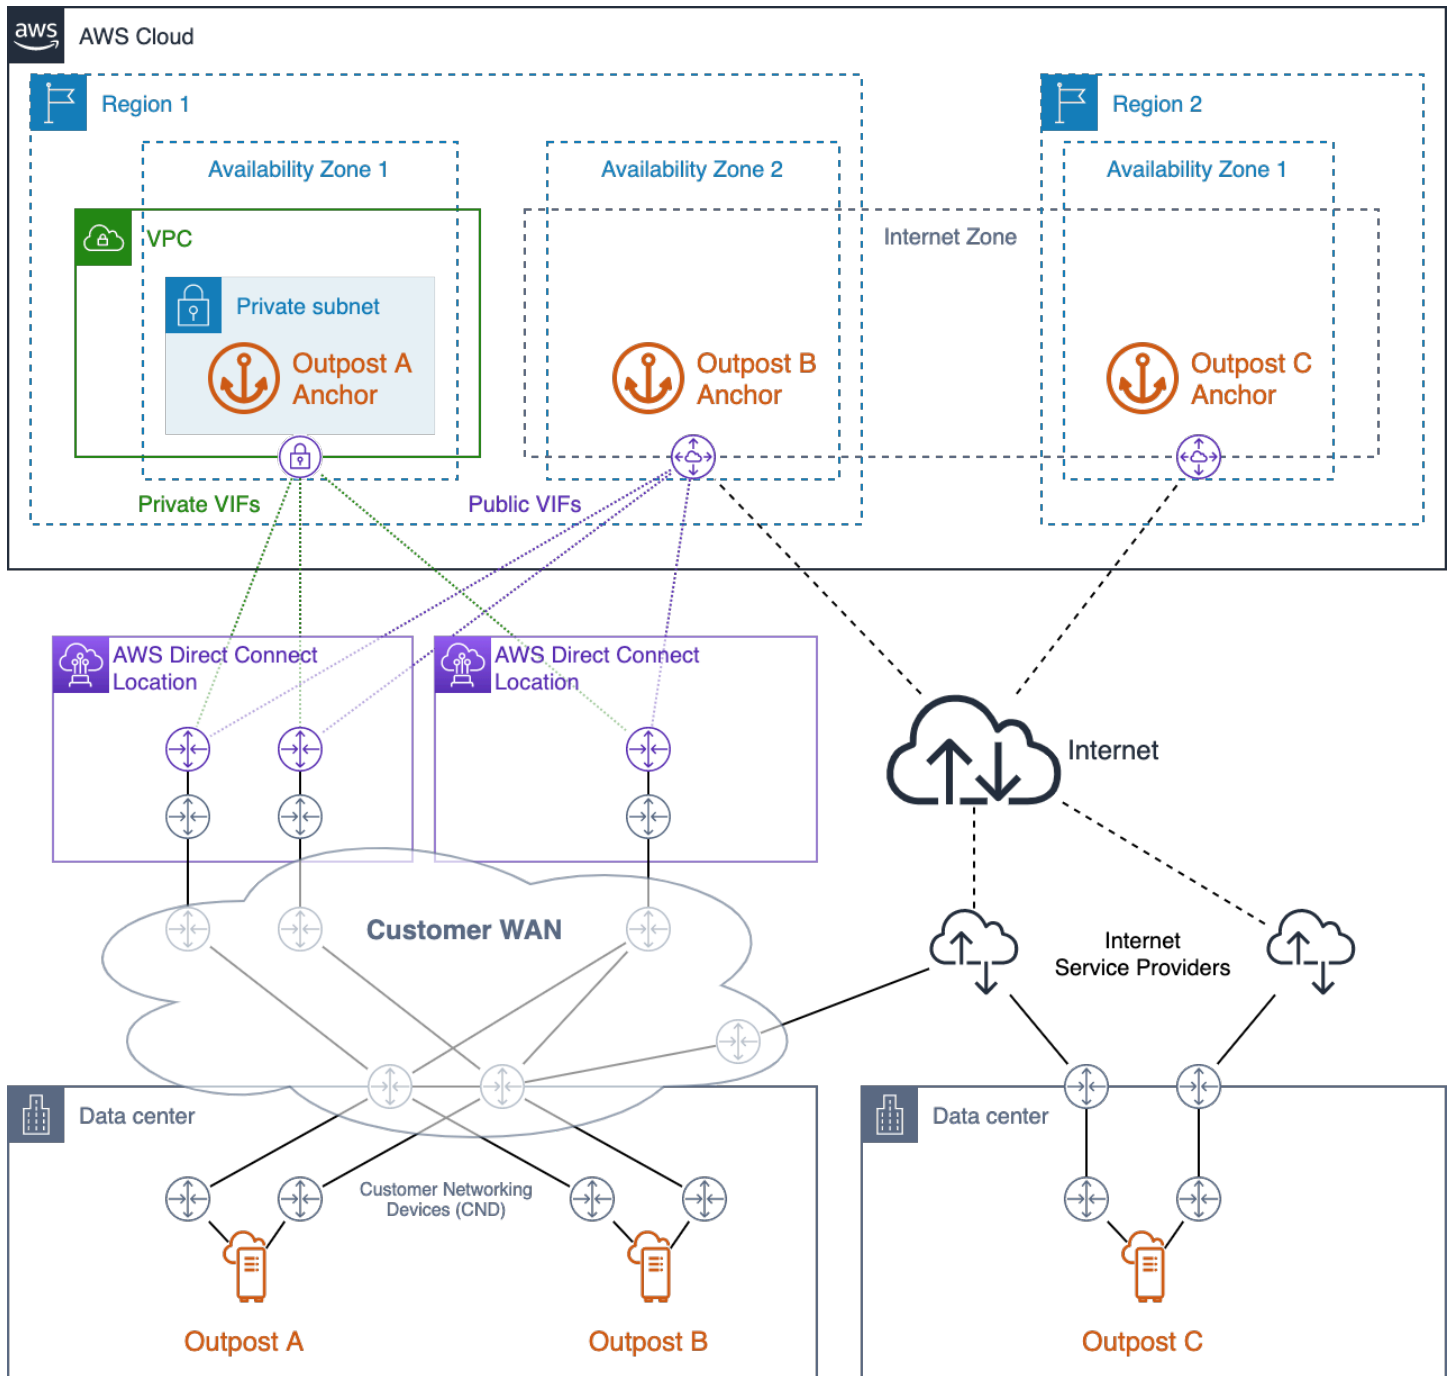 aws
AWS Cloud
Region 1
Region 2
Availability Zone 1
Availability Zone 2
Availability Zone 1
VPC
Internet Zone
Private subnet
Outpost A
Anchor
Outpost B
Anchor
Outpost C
Anchor
Private VIFs
Public VIFs
AWS Direct Connect
Location
AWS Direct Connect
Location
Internet
Customer WAN
Internet
Service Providers
Data center
Data center
Customer Networking
Devices (CND)
Outpost A
Outpost B
Outpost C